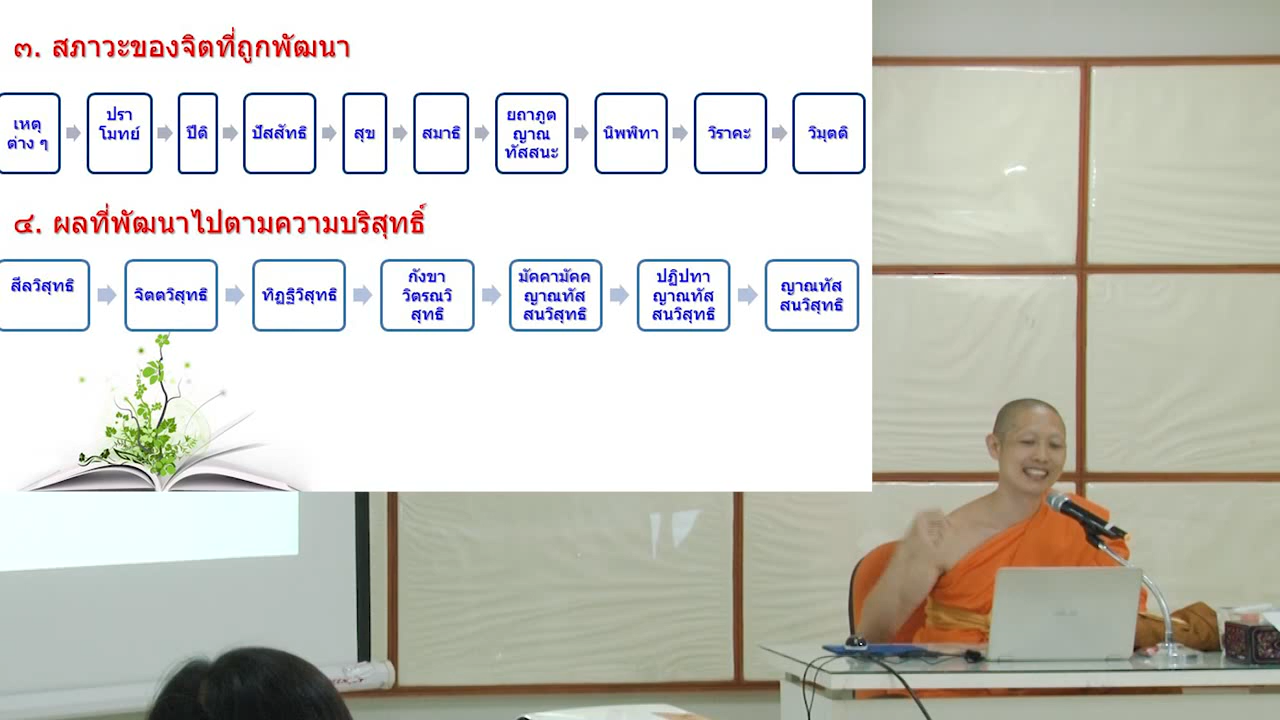 ๓. สภาวะของจิตที่ถูกพัฒนา
เหตุ
ต่าง ๆ
ปรา
โมทย์
ปีติ
ปัสสัทธิ
สุข
สมาธิ
ยถาภูต
ญาณ
ทัสสนะ
นิพพิทา
วิราคะ
วิมุตติ
๔. ผลที่พัฒนาไปตามความบริสุทธิ์
สีลวิสุทธิ
จิตตวิสุทธิ
ทิฏฐิวิสุทธิ
กังขา
วิตรณวิ
สุทธิ
มัคคามัคค
ญาณทัส
สนวิสุทธิ
ปฏิปทา
ญาณทัส
สนวิสุทธิ
ญาณทัส
สนวิสุทธิ